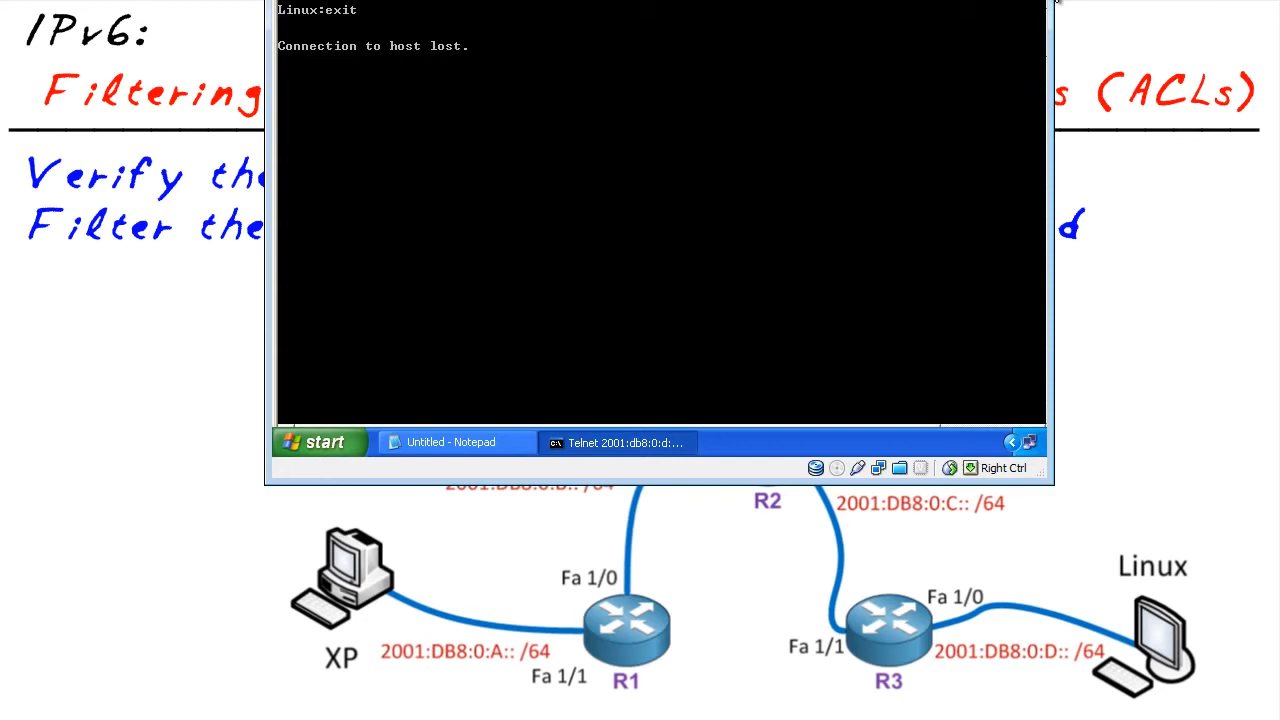 IPv6:
Filtering
s (ACLs)
Verify the
Filter the
d
Linux:exit
Connection to host lost.
start
Untitled - Notepad
Telnet 2001:db8:0:d:...
Right Ctrl
R2
2001:DB8:0:C:: /64
Linux
Fa 1/0
Fa 1/0
Fa 1/1
2001:DB8:0:A:: /64
2001:DB8:0:D:: /64
XP
Fa 1/1
R1
R3